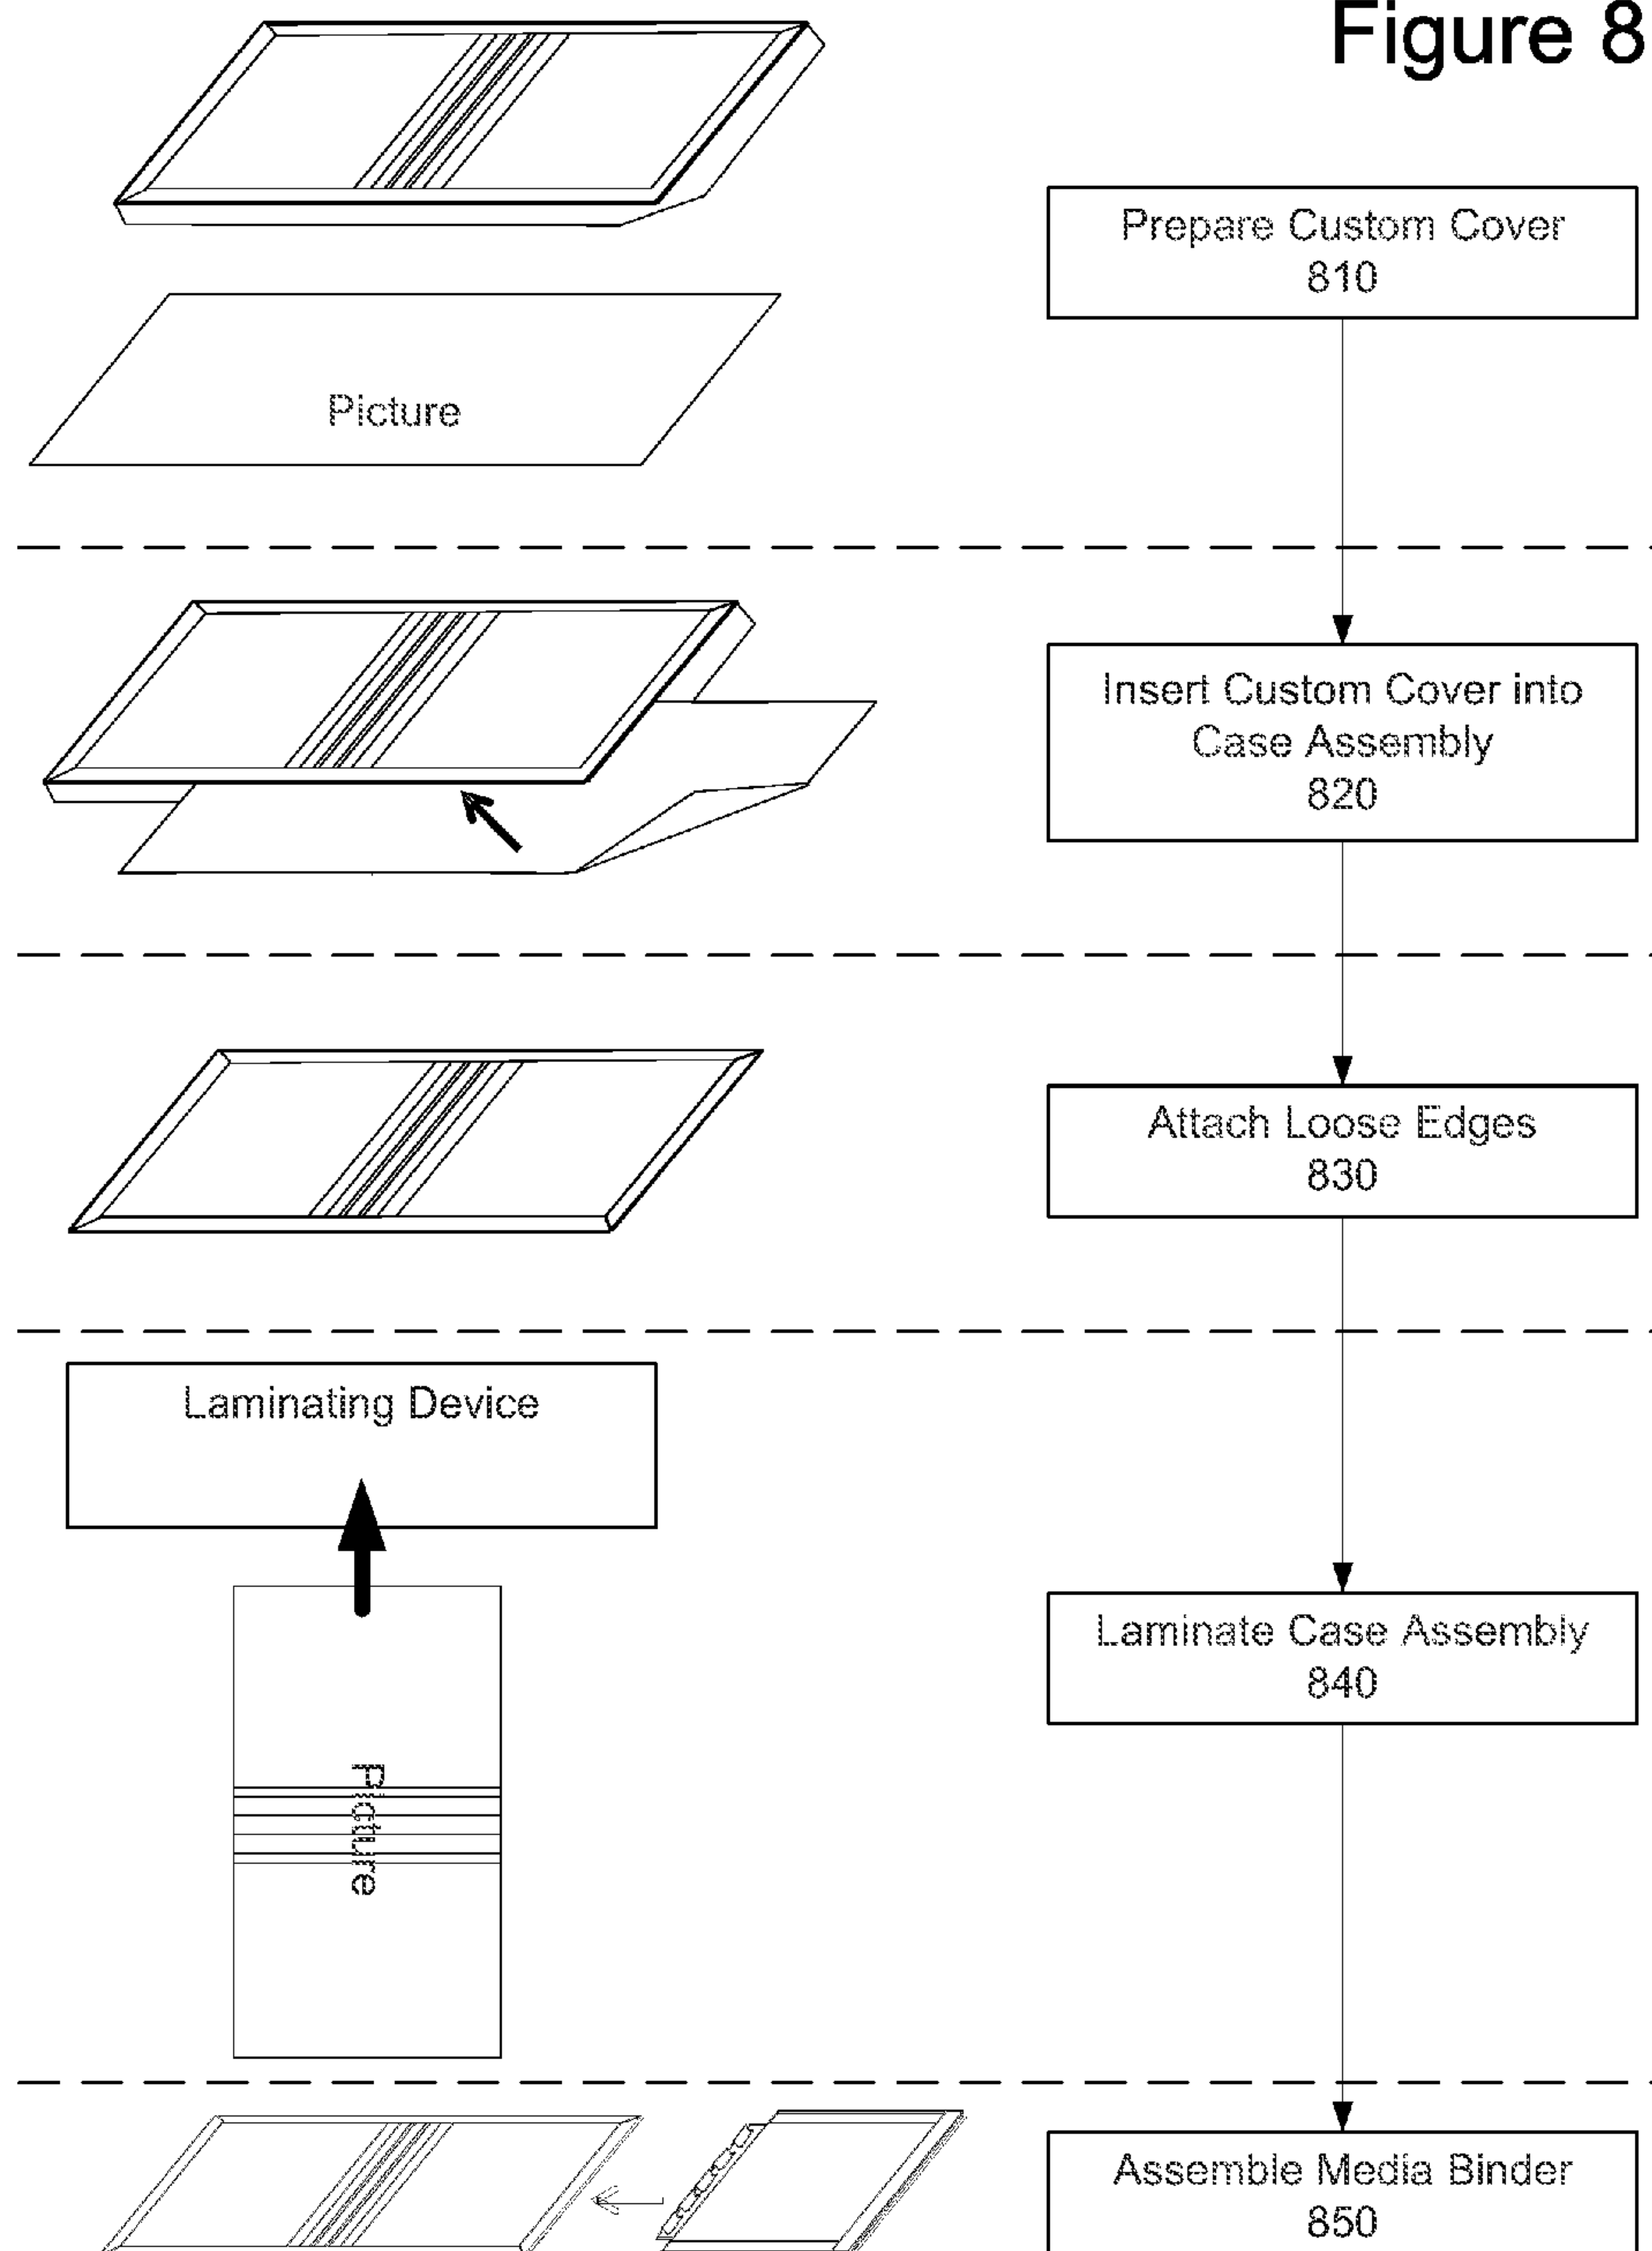 Figure 8
Prepare Custom Cover
810
Picture
Insert Custom Cover into
Case Assembly
820
Attach Loose Edges
830
Laminating Device
Laminate Case Assembly
840
Picture
Assemble Media Binder
850